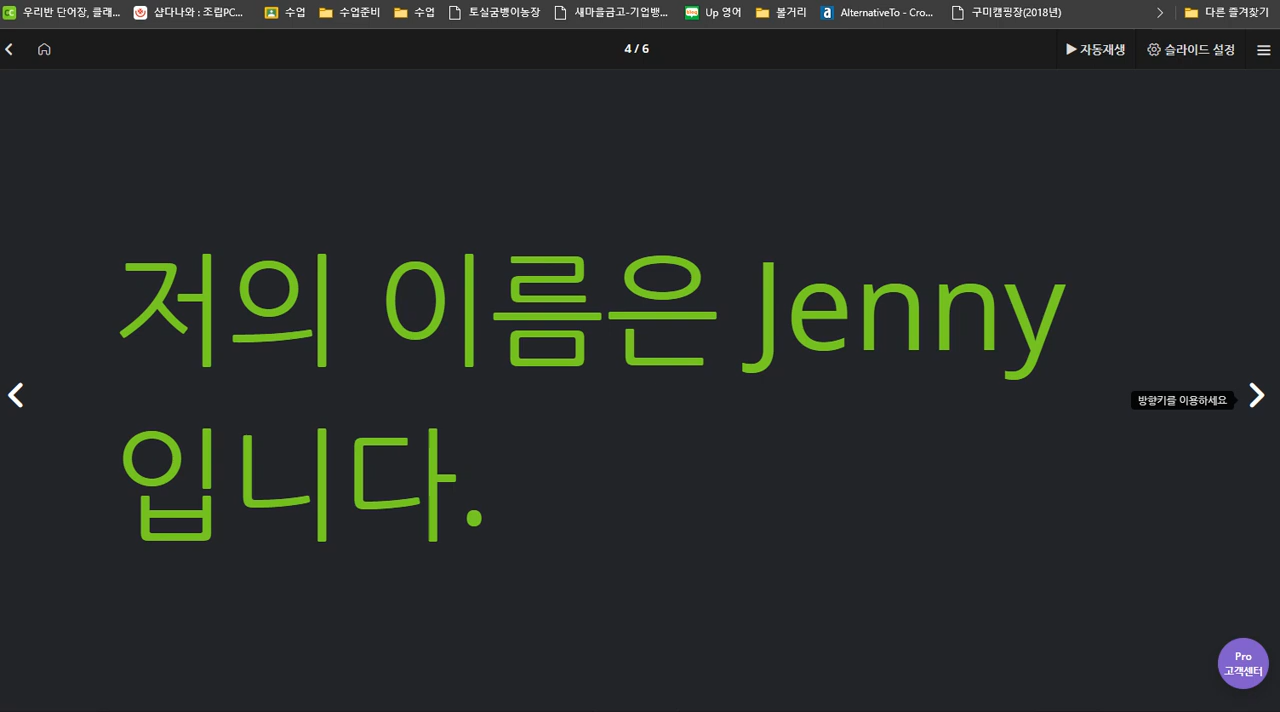 우리반 단어장, 클래... 샵다나와 : 조립PC... 수업 수업준비 수업 토실굼벵이농장 새마을금고-기업뱅... Up 영어 볼거리 AlternativeTo - Cro... 구미캠핑장(2018년) 다른 즐겨찾기
4 / 6 자동재생 슬라이드 설정
저의 이름은 Jenny
방향키를 이용하세요
입니다.
Pro
고객센터